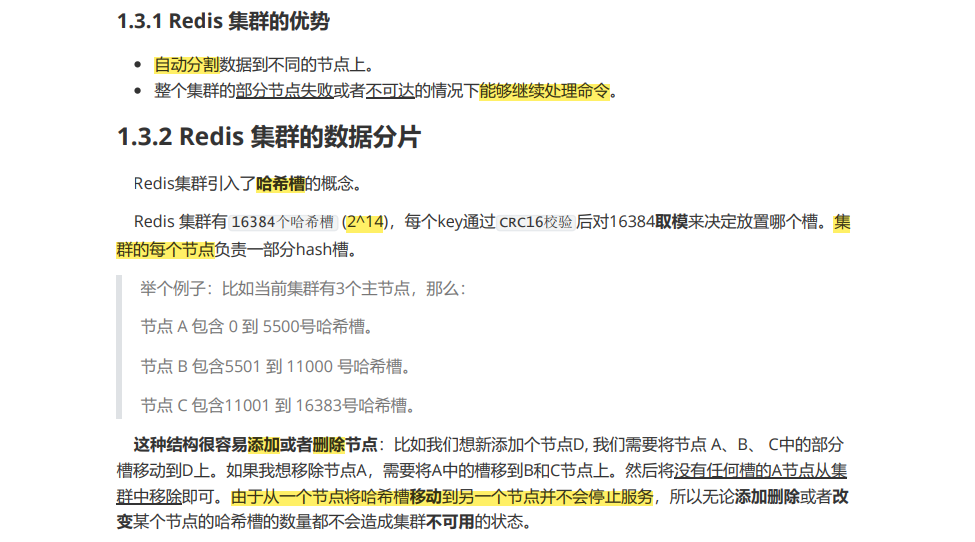 1.3.1 Redis 集群的优势
自动分割数据到不同的节点上。
整个集群的部分节点失败或者不可达的情况下能够继续处理命令。
1.3.2 Redis 集群的数据分片
Redis集群引入了哈希槽的概念。
Redis 集群有16384个哈希槽 (2^14)，每个key通过CRC16校验后对16384取模来决定放置哪个槽。集
群的每个节点负责一部分hash槽。
举个例子：比如当前集群有3个主节点，那么：
节点 A 包含 0 到 5500号哈希槽。
节点 B 包含5501 到 11000 号哈希槽。
节点 C 包含11001 到 16383号哈希槽。
这种结构很容易添加或者删除节点：比如我们想新添加个节点D, 我们需要将节点 A、B、 C中的部分
槽移动到D上。如果我想移除节点A，需要将A中的槽移到B和C节点上。然后将没有任何槽的A节点从集
群中移除即可。由于从一个节点将哈希槽移动到另一个节点并不会停止服务，所以无论添加删除或者改
变某个节点的哈希槽的数量都不会造成集群不可用的状态。